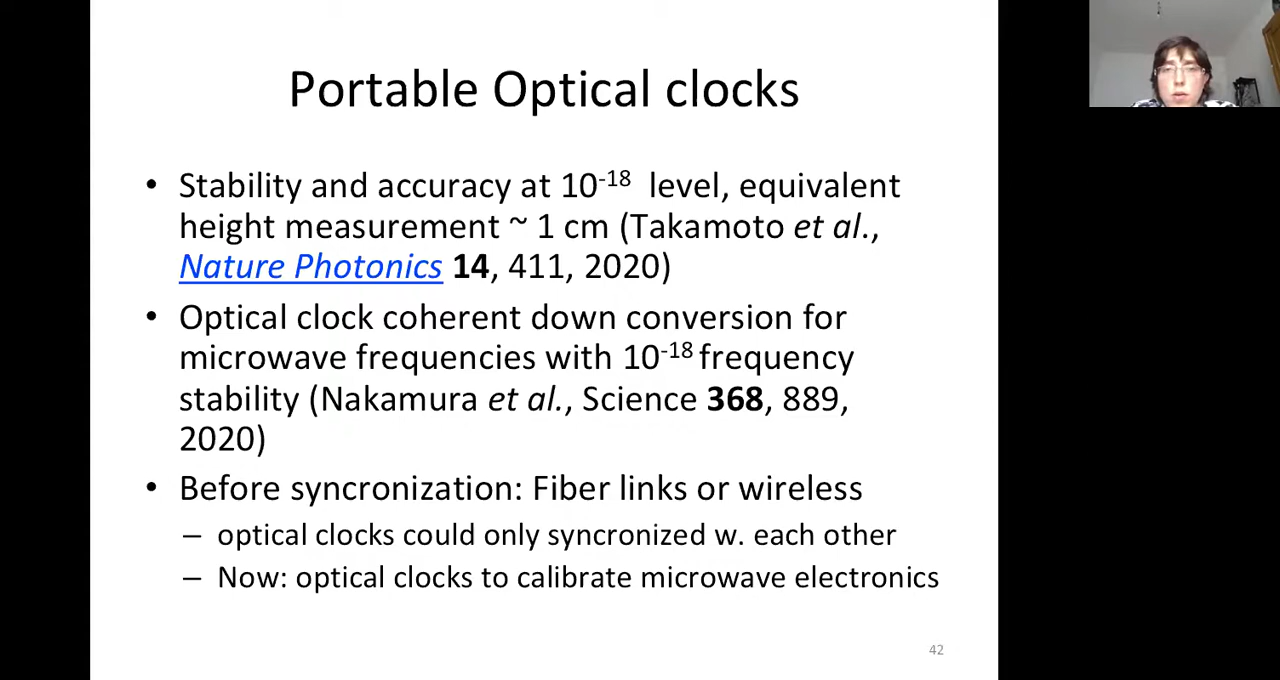 Portable Optical clocks
• Stability and accuracy at 10⁻¹⁸ level, equivalent
height measurement ~ 1 cm (Takamoto et al.,
Nature Photonics 14, 411, 2020)
• Optical clock coherent down conversion for
microwave frequencies with 10⁻¹⁸ frequency
stability (Nakamura et al., Science 368, 889,
2020)
• Before syncronization: Fiber links or wireless
– optical clocks could only syncronized w. each other
– Now: optical clocks to calibrate microwave electronics
42